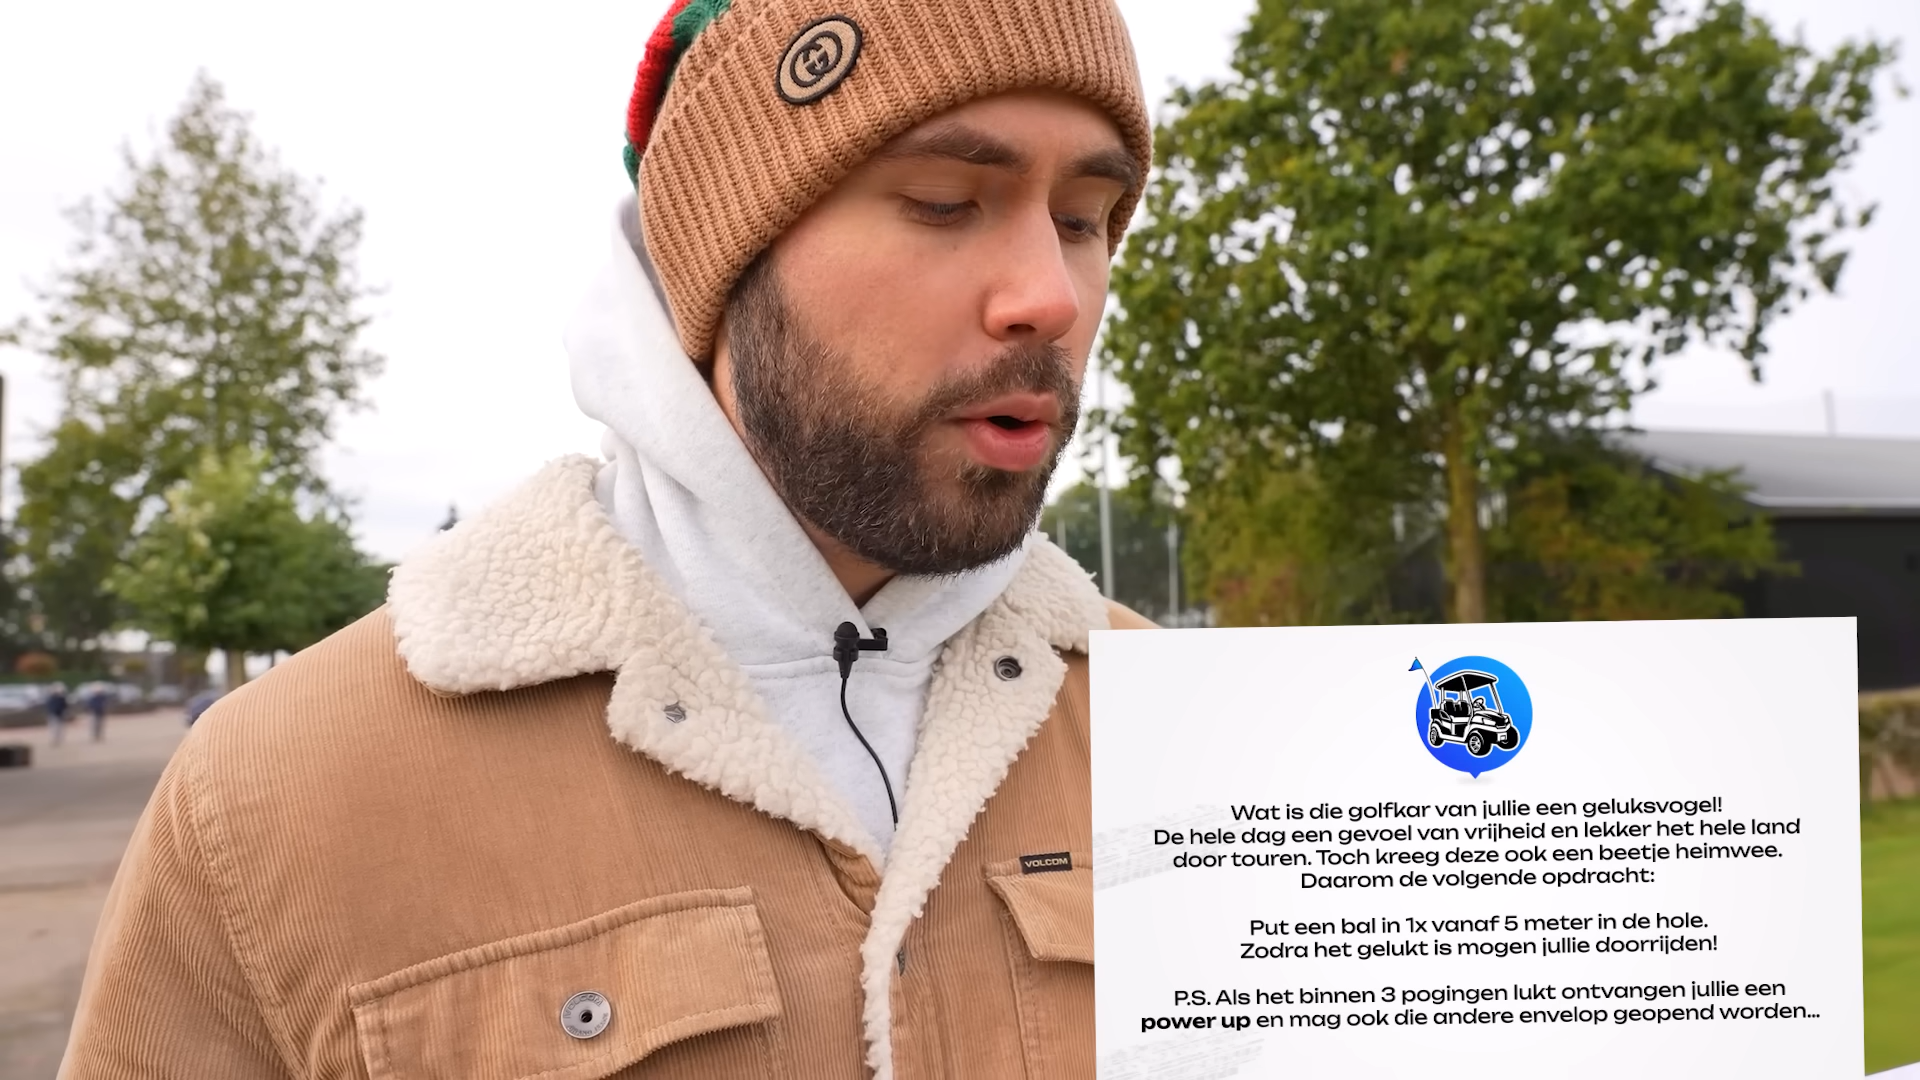 VOLCOM
VOLCOM
Wat is die golfkar van jullie een geluksvogel!
De hele dag een gevoel van vrijheid en lekker het hele land
door touren. Toch kreeg deze ook een beetje heimwee.
Daarom de volgende opdracht:
Put een bal in 1x vanaf 5 meter in de hole.
Zodra het gelukt is mogen jullie doorrijden!
P.S. Als het binnen 3 pogingen lukt ontvangen jullie een
power up en mag ook die andere envelop geopend worden...